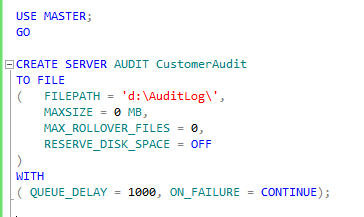 USE MASTER;
GO
CREATE SERVER AUDIT CustomerAudit
TO FILE
( FILEPATH = 'd:\AuditLog\',
MAXSIZE = 0 MB,
MAX_ROLLOVER_FILES = 0,
RESERVE_DISK_SPACE = OFF
)
WITH
( QUEUE_DELAY = 1000, ON_FAILURE = CONTINUE);